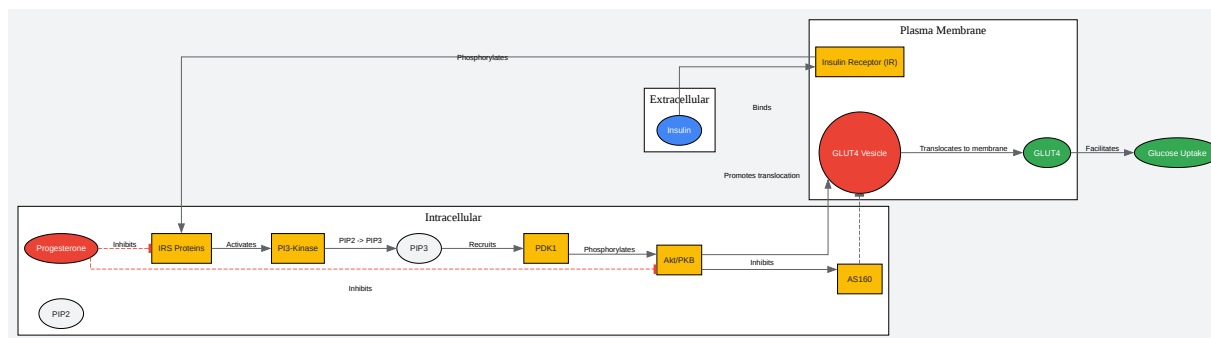 Plasma Membrane
Phosphorylates
Insulin Receptor (IR)
Extracellular
Binds
Insulin
GLUT4 Vesicle
Translocates to membrane
GLUT4
Facilitates
Glucose Uptake
Promotes translocation
Intracellular
Progesterone
Inhibits
IRS Proteins
Activates
PI3-Kinase
PIP2 -> PIP3
PIP3
Recruits
PDK1
Phosphorylates
Akt/PKB
Inhibits
AS160
Inhibits
PIP2